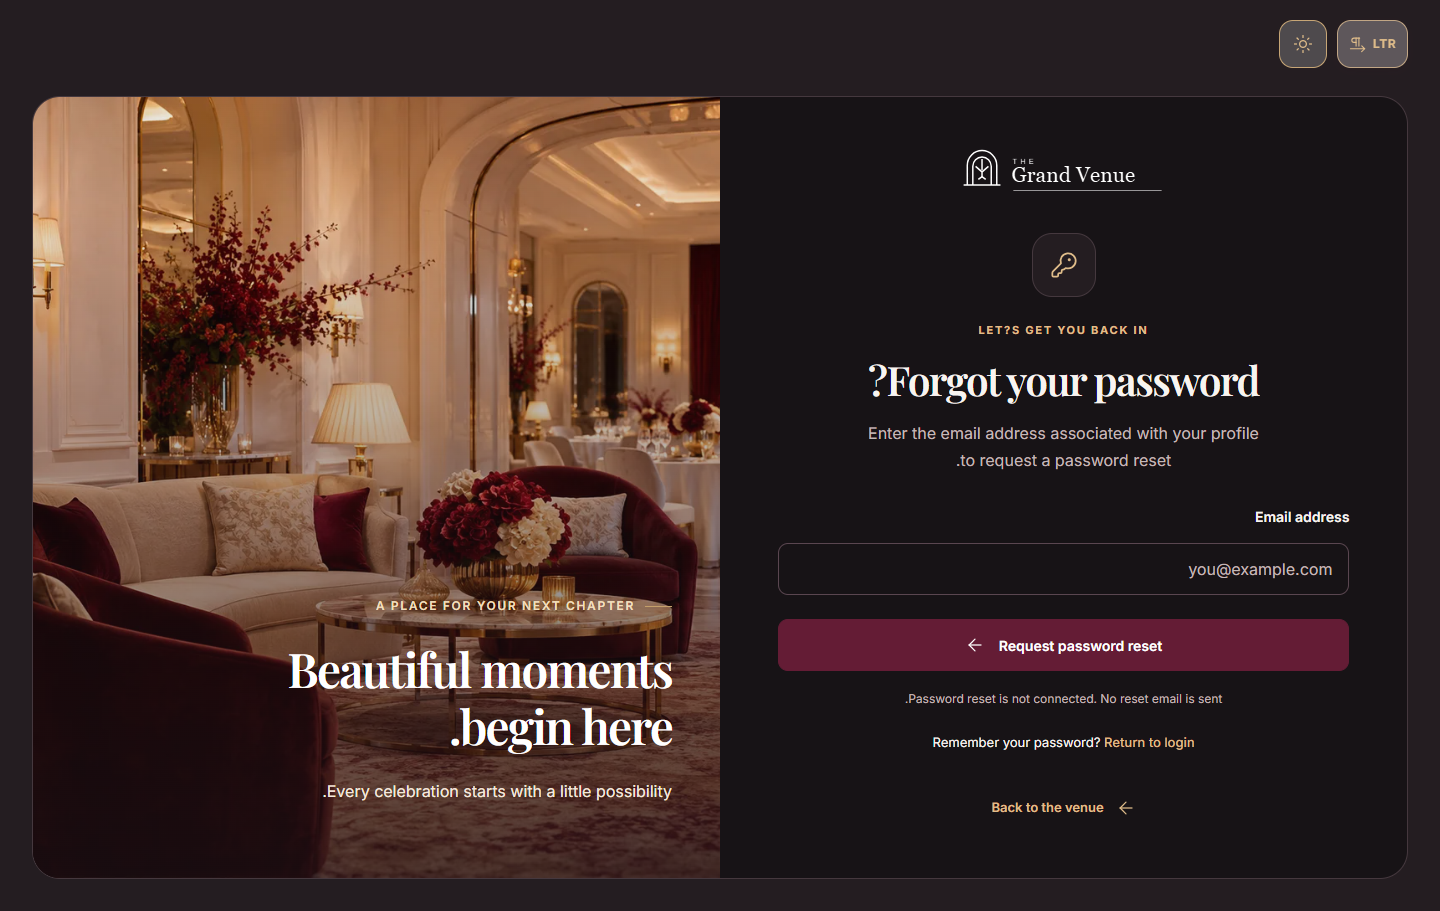 LTR
THE
Grand Venue
LET?S GET YOU BACK IN
?Forgot your password
Enter the email address associated with your profile
.to request a password reset
Email address
you@example.com
Request password reset
.Password reset is not connected. No reset email is sent
Remember your password? Return to login
Back to the venue
A PLACE FOR YOUR NEXT CHAPTER
Beautiful moments
.begin here
.Every celebration starts with a little possibility